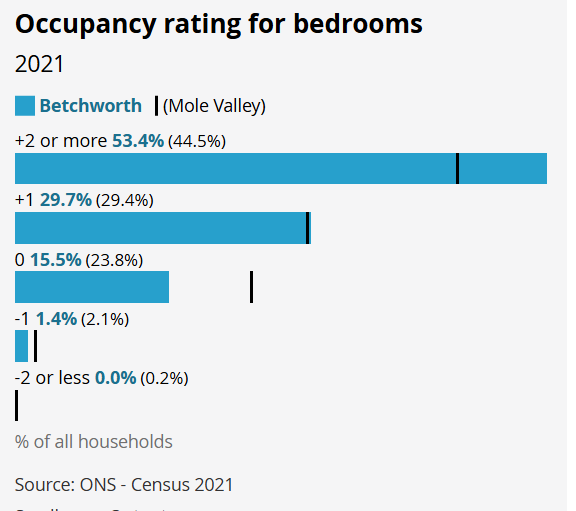 Occupancy rating for bedrooms
2021
Betchworth (Mole Valley)
+2 or more 53.4% (44.5%)
+1 29.7% (29.4%)
0 15.5% (23.8%)
-1 1.4% (2.1%)
-2 or less 0.0% (0.2%)
% of all households
Source: ONS - Census 2021